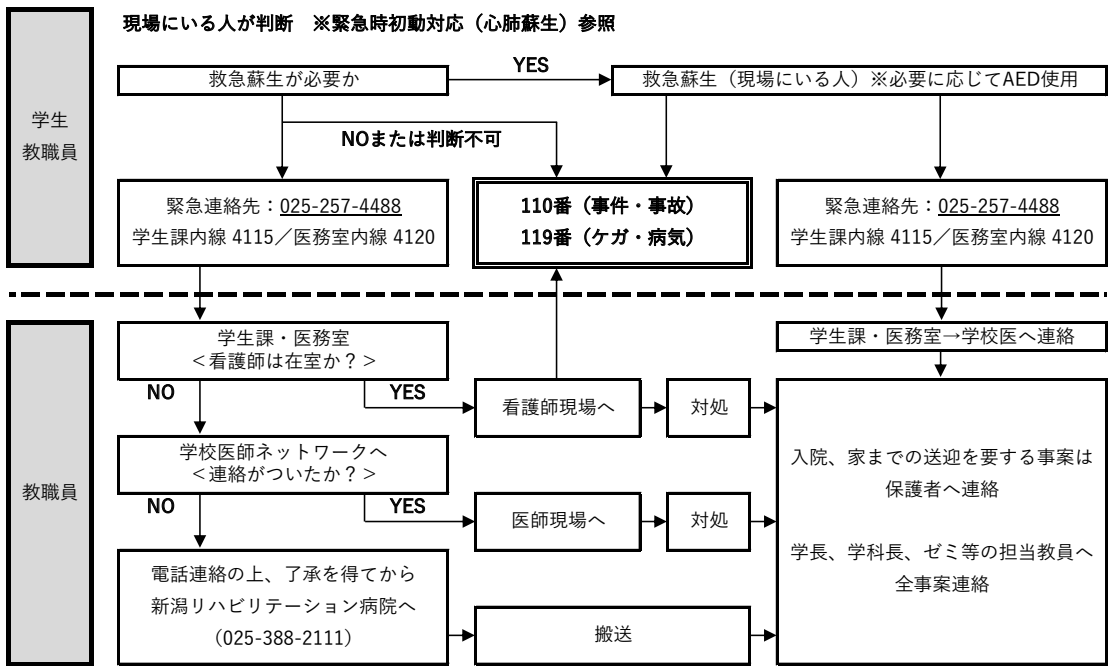 現場にいる人が判断　※緊急時初動対応（心肺蘇生）参照
学生
教職員
救急蘇生が必要か
YES
救急蘇生（現場にいる人）※必要に応じてAED使用
NOまたは判断不可
緊急連絡先：025-257-4488
学生課内線 4115／医務室内線 4120
110番（事件・事故）
119番（ケガ・病気）
緊急連絡先：025-257-4488
学生課内線 4115／医務室内線 4120
教職員
学生課・医務室
＜看護師は在室か？＞
学生課・医務室→学校医へ連絡
NO
YES
看護師現場へ
対処
学校医師ネットワークへ
＜連絡がついたか？＞
NO
YES
医師現場へ
対処
電話連絡の上、了承を得てから
新潟リハビリテーション病院へ
（025-388-2111）
搬送
入院、家までの送迎を要する事案は
保護者へ連絡
学長、学科長、ゼミ等の担当教員へ
全事案連絡